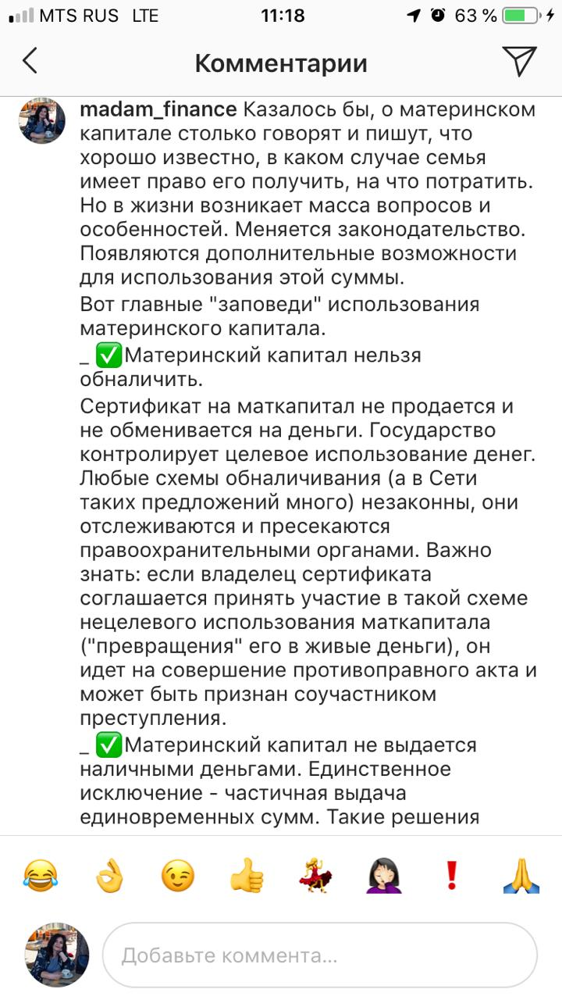 MTS RUS LTE 11:18 63 %
Комментарии
madam_finance Казалось бы, о материнском
капитале столько говорят и пишут, что
хорошо известно, в каком случае семья
имеет право его получить, на что потратить.
Но в жизни возникает масса вопросов и
особенностей. Меняется законодательство.
Появляются дополнительные возможности
для использования этой суммы.
Вот главные "заповеди" использования
материнского капитала.
_ ✅Материнский капитал нельзя
обналичить.
Сертификат на маткапитал не продается и
не обменивается на деньги. Государство
контролирует целевое использование денег.
Любые схемы обналичивания (а в Сети
таких предложений много) незаконны, они
отслеживаются и пресекаются
правоохранительными органами. Важно
знать: если владелец сертификата
соглашается принять участие в такой схеме
нецелевого использования маткапитала
("превращения" его в живые деньги), он
идет на совершение противоправного акта и
может быть признан соучастником
преступления.
_ ✅Материнский капитал не выдается
наличными деньгами. Единственное
исключение - частичная выдача
единовременных сумм. Такие решения
Добавьте коммента...